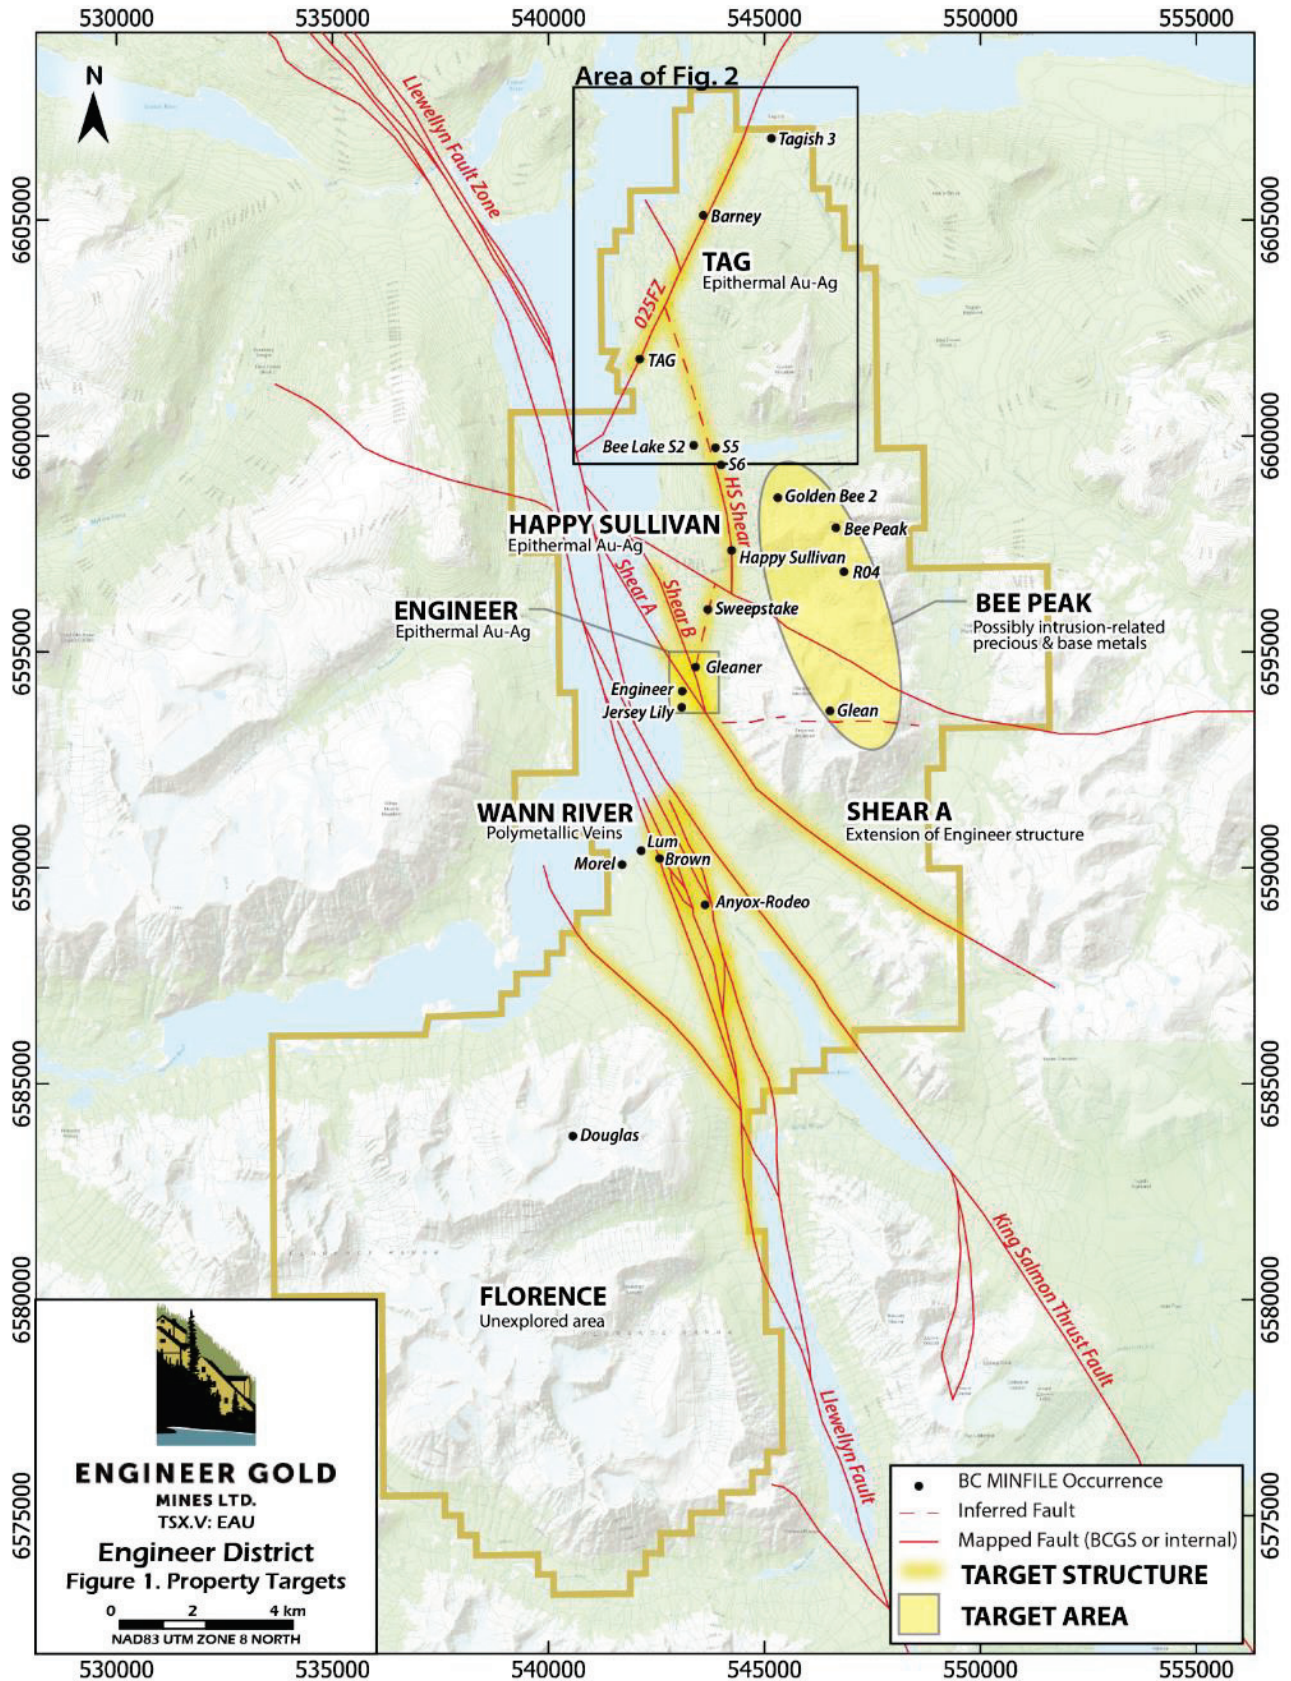 530000 535000 540000 545000 550000 555000
N
Area of Fig. 2
Llewellyn Fault Zone
Tagish 3
6605000 6605000
Barney
TAG
Epithermal Au-Ag
025FZ
TAG
6600000 6600000
Bee Lake S2
S5
S6
HS Shear
Golden Bee 2
HAPPY SULLIVAN
Epithermal Au-Ag
Bee Peak
Happy Sullivan
R04
Shear A
Shear B
ENGINEER
Epithermal Au-Ag
Sweepstake
BEE PEAK
Possibly intrusion-related
precious & base metals
6595000 6595000
Gleaner
Engineer
Jersey Lily
Glean
WANN RIVER
Polymetallic Veins
SHEAR A
Extension of Engineer structure
Lum
Morel
Brown
6590000 6590000
Anyox-Rodeo
6585000 6585000
Douglas
King Salmon Thrust Fault
6580000 6580000
FLORENCE
Unexplored area
Llewellyn Fault
6575000 6575000
ENGINEER GOLD
MINES LTD.
TSX.V: EAU
Engineer District
Figure 1. Property Targets
0 2 4 km
NAD83 UTM ZONE 8 NORTH
BC MINFILE Occurrence
Inferred Fault
Mapped Fault (BCGS or internal)
TARGET STRUCTURE
TARGET AREA
530000 535000 540000 545000 550000 555000